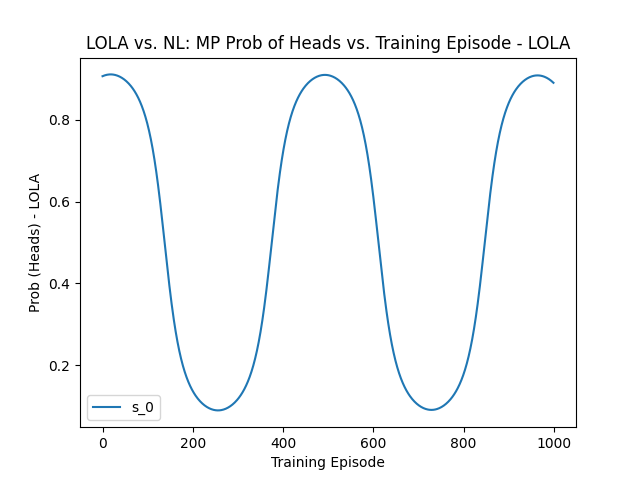 LOLA vs. NL: MP Prob of Heads vs. Training Episode - LOLA
Prob (Heads) - LOLA
0.8
0.6
0.4
0.2
s_0
0 200 400 600 800 1000
Training Episode